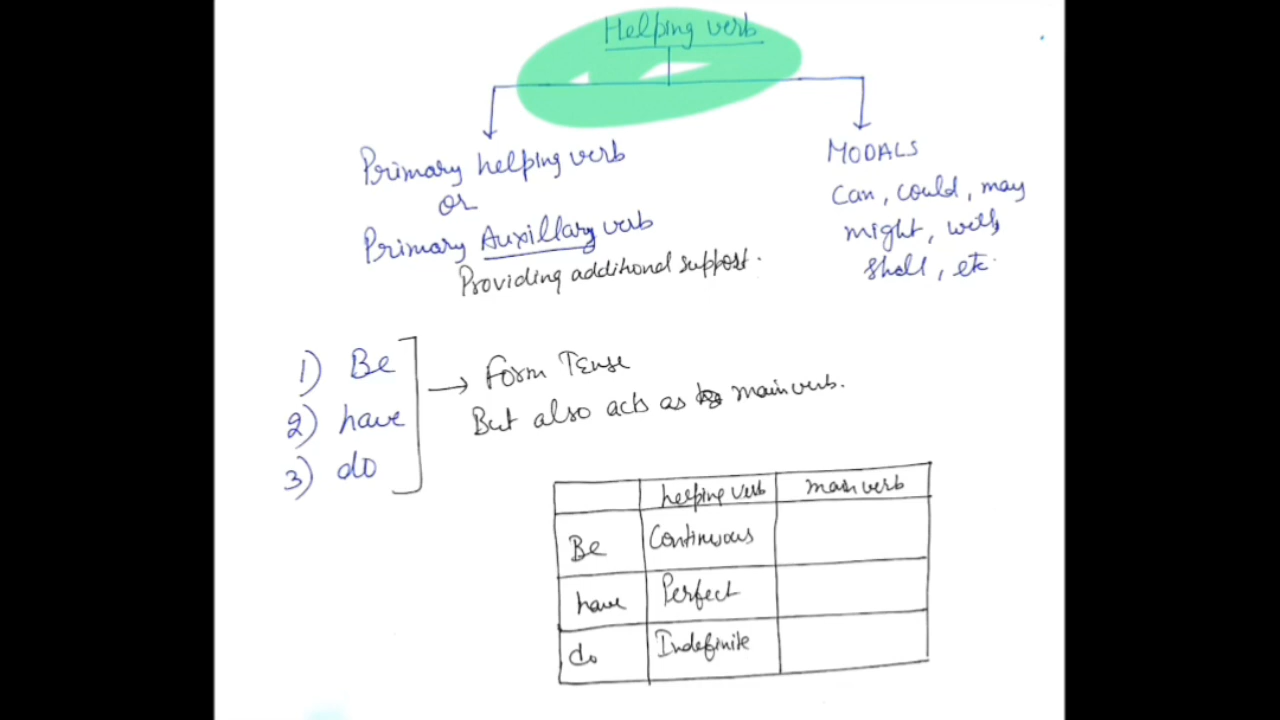 Helping verb
Primary helping verb
or
Primary Auxillary verb
Providing additional support.
MODALS
Can, could, may
might, will
shall, etc.
1) Be
2) have
3) do
→ Form Tense
But also acts as main verb.
helping verb main verb
Be Continuous
have Perfect
do Indefinite